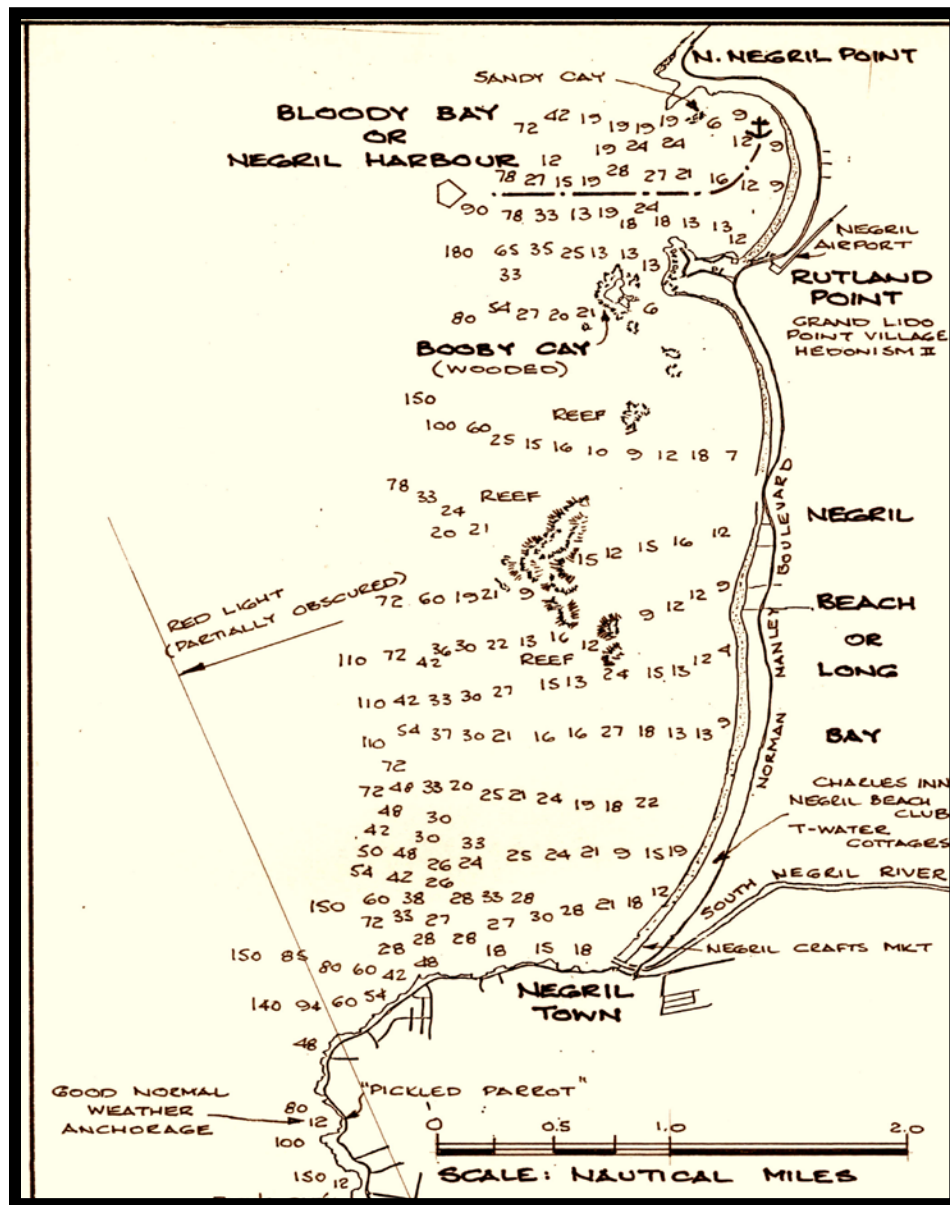 N. NEGRIL POINT
SANDY CAY
BLOODY BAY
OR
NEGRIL HARBOUR
72 42 19 19 19 19 6 9
12 19 24 24 12 9
78 27 15 19 28 27 21 16 12 9
90 78 33 13 19 24
18 18 13 13
12
NEGRIL
AIRPORT
180 65 35 25 13 13 13
33
RUTLAND
POINT
GRAND LIDO
POINT VILLAGE
HEDONISM II
80 54 27 20 21 6
BOOBY CAY
(WOODED)
150
REEF
100 60 25 15 16 10 9 12 18 7
78 33
24
20 21
REEF
15 12 15 16 12
NEGRIL
BEACH
OR
LONG
BAY
NORMAN MANLEY BOULEVARD
RED LIGHT
(PARTIALLY OBSCURED)
72 60 19 21 9 9 12 12 9
110 72 42 36 30 22 13 16 12
REEF
24 15 13 12 4
110 42 33 30 27 15 13
110 54 37 30 21 16 16 27 18 13 13 9
72
72 48 33 20 25 21 24 19 18 22
CHARLES INN
NEGRIL BEACH
CLUB
T-WATER
COTTAGES
48 30
42 30 33
50 48 26 24 25 24 21 9 15 19
54 42 26
SOUTH NEGRIL RIVER
150 60 38 28 33 28 12
72 33 27 27 30 28 21 18
28 28 28 18 15 18
NEGRIL CRAFTS MKT
150 85 80 60 42 48
NEGRIL
TOWN
140 94 60 54
48
"PICKLED PARROT"
GOOD NORMAL
WEATHER
ANCHORAGE
80
12
100
150 12
0 0.5 1.0 2.0
SCALE: NAUTICAL MILES